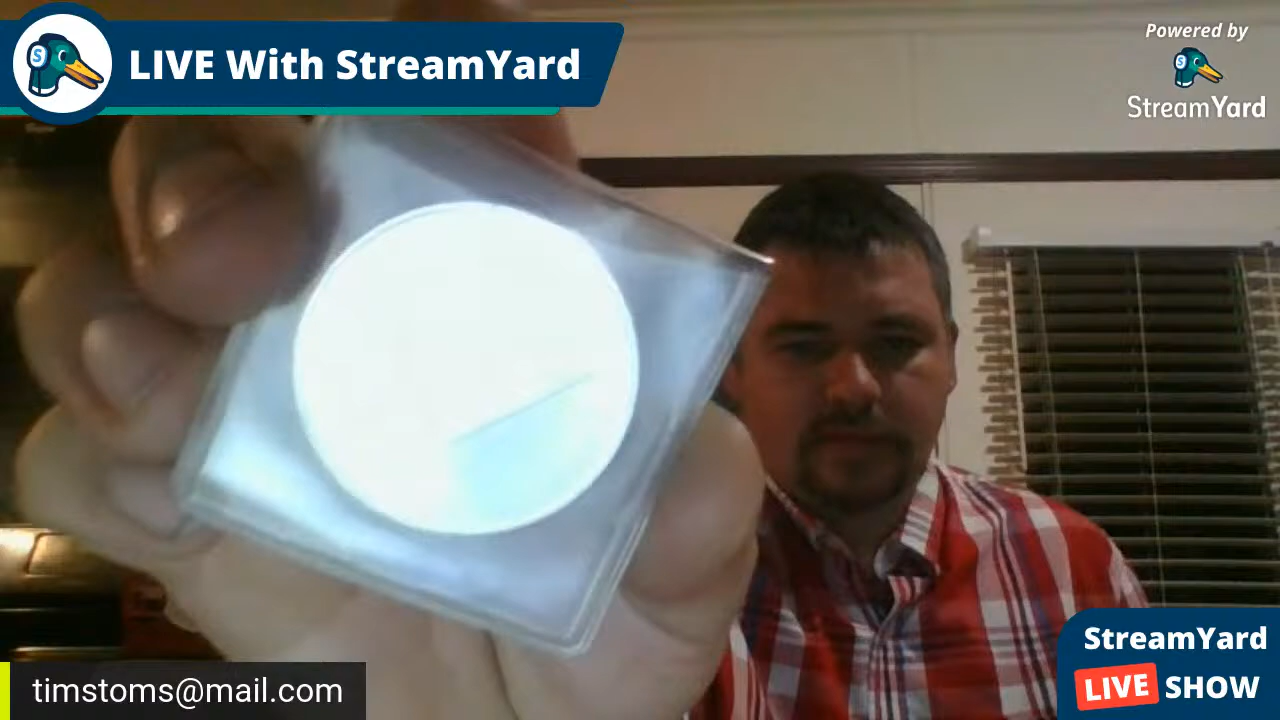 LIVE With StreamYard
Powered by
StreamYard
timstoms@mail.com
StreamYard
LIVE SHOW